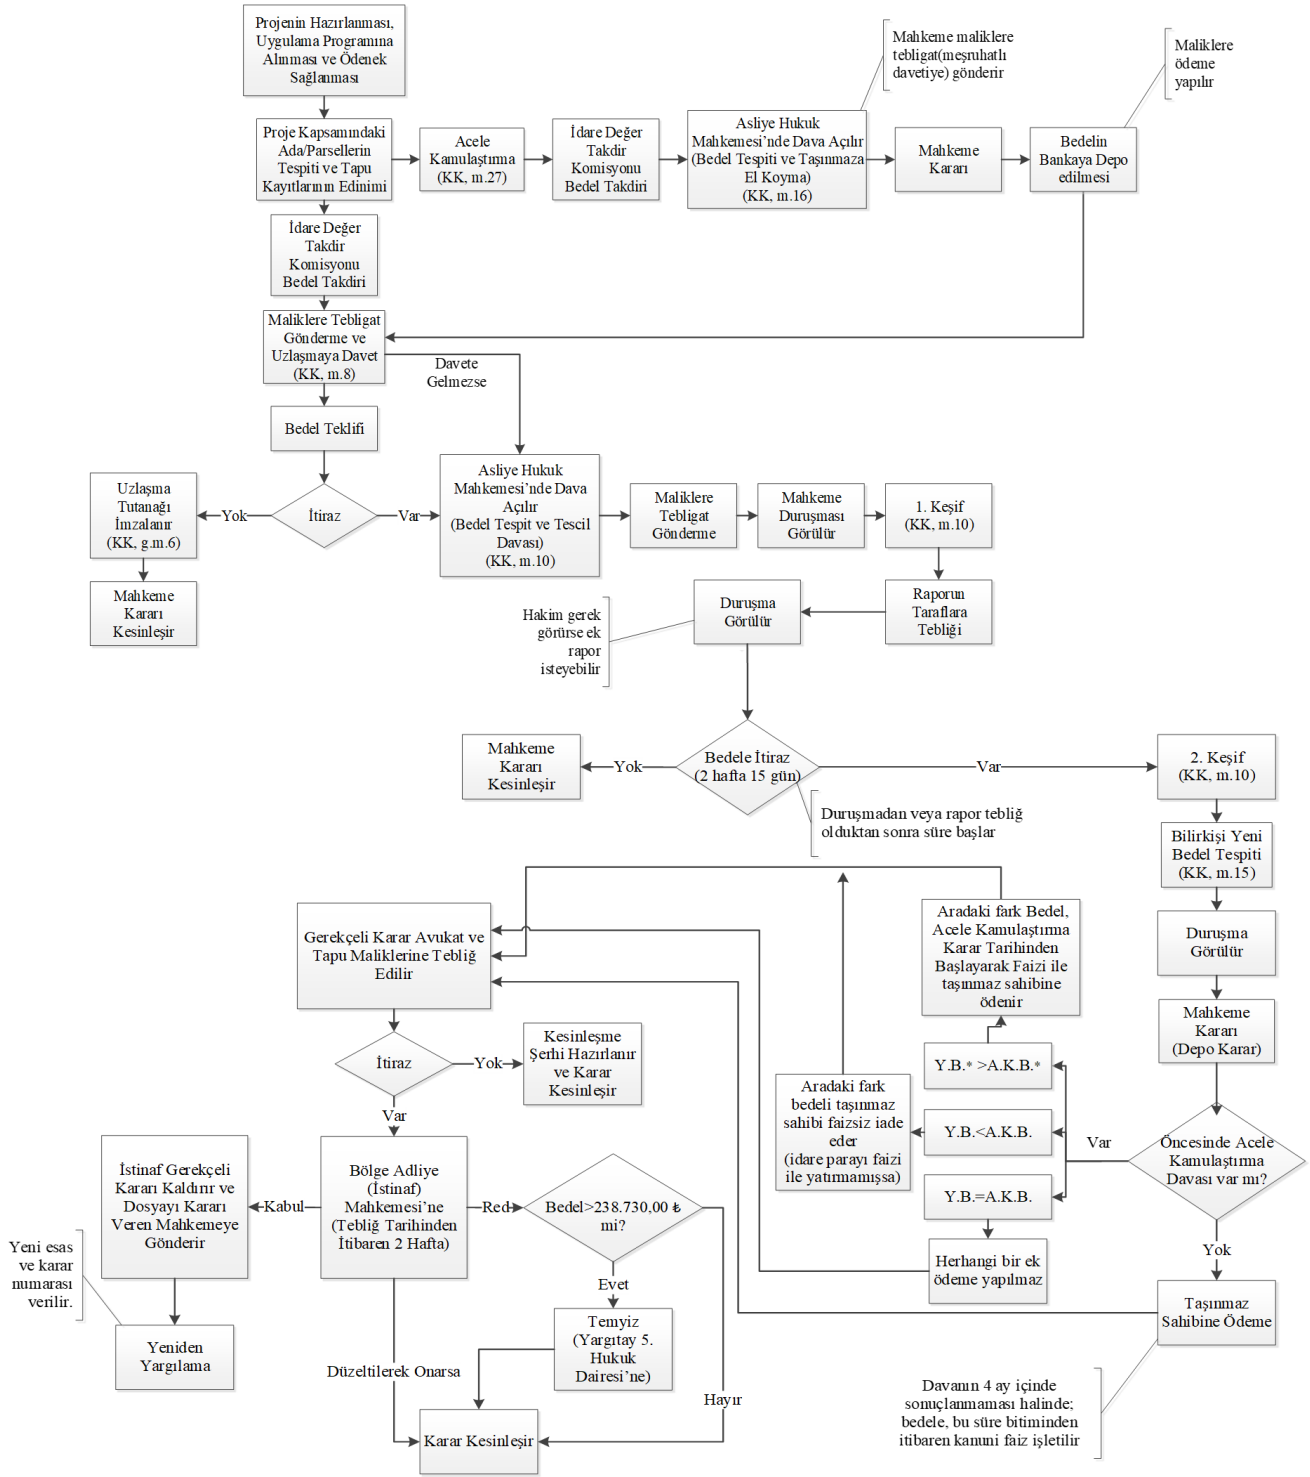 Projenin Hazırlanması,
Uygulama Programına
Alınması ve Ödenek
Sağlanması
Mahkeme maliklere
tebligat(meşruhatlı
davetiye) gönderir
Maliklere
ödeme
yapılır
Proje Kapsamındaki
Ada/Parsellerin
Tespiti ve Tapu
Kayıtlarının Edinimi
Acele
Kamulaştırma
(KK, m.27)
İdare Değer
Takdir
Komisyonu
Bedel Takdiri
Asliye Hukuk
Mahkemesi’nde Dava Açılır
(Bedel Tespiti ve Taşınmaza
El Koyma)
(KK, m.16)
Mahkeme
Kararı
Bedelin
Bankaya Depo
edilmesi
İdare Değer
Takdir
Komisyonu
Bedel Takdiri
Maliklere Tebligat
Gönderme ve
Uzlaşmaya Davet
(KK, m.8)
Davete
Gelmezse
Bedel Teklifi
Uzlaşma
Tutanağı
İmzalanır
(KK, g.m.6)
Yok
İtiraz
Var
Asliye Hukuk
Mahkemesi’nde Dava
Açılır
(Bedel Tespit ve Tescil
Davası)
(KK, m.10)
Maliklere
Tebligat
Gönderme
Mahkeme
Duruşması
Görülür
1. Keşif
(KK, m.10)
Mahkeme
Kararı
Kesinleşir
Hakim gerek
görürse ek
rapor
isteyebilir
Duruşma
Görülür
Raporun
Taraflara
Tebliği
Mahkeme
Kararı
Kesinleşir
Yok
Bedele İtiraz
(2 hafta 15 gün)
Var
2. Keşif
(KK, m.10)
Duruşmadan veya rapor tebliğ
olduktan sonra süre başlar
Bilirkişi Yeni
Bedel Tespiti
(KK, m.15)
Gerekçeli Karar Avukat ve
Tapu Maliklerine Tebliğ
Edilir
Aradaki fark Bedel,
Acele Kamulaştırma
Karar Tarihinden
Başlayarak Faizi ile
taşınmaz sahibine
ödenir
Duruşma
Görülür
Mahkeme
Kararı
(Depo Karar)
İtiraz
Yok
Kesinleşme
Şerhi Hazırlanır
ve Karar
Kesinleşir
Y.B.* >A.K.B.*
Aradaki fark
bedeli taşınmaz
sahibi faizsiz iade
eder
(idare parayı faizi
ile yatırmamışsa)
Y.B.<A.K.B.
Y.B.=A.K.B.
Var
Öncesinde Acele
Kamulaştırma
Davası var mı?
Var
İstinaf Gerekçeli
Kararı Kaldırır ve
Dosyayı Kararı
Veren Mahkemeye
Gönderir
Kabul
Bölge Adliye
(İstinaf)
Mahkemesi’ne
(Tebliğ Tarihinden
İtibaren 2 Hafta)
Red
Bedel>238.730,00 ₺
mi?
Yok
Yeni esas
ve karar
numarası
verilir.
Herhangi bir ek
ödeme yapılmaz
Evet
Taşınmaz
Sahibine Ödeme
Yeniden
Yargılama
Temyiz
(Yargıtay 5.
Hukuk
Dairesi’ne)
Düzeltilerek Onarsa
Hayır
Karar Kesinleşir
Davanın 4 ay içinde
sonuçlanmaması halinde;
bedele, bu süre bitiminden
itibaren kanuni faiz işletilir